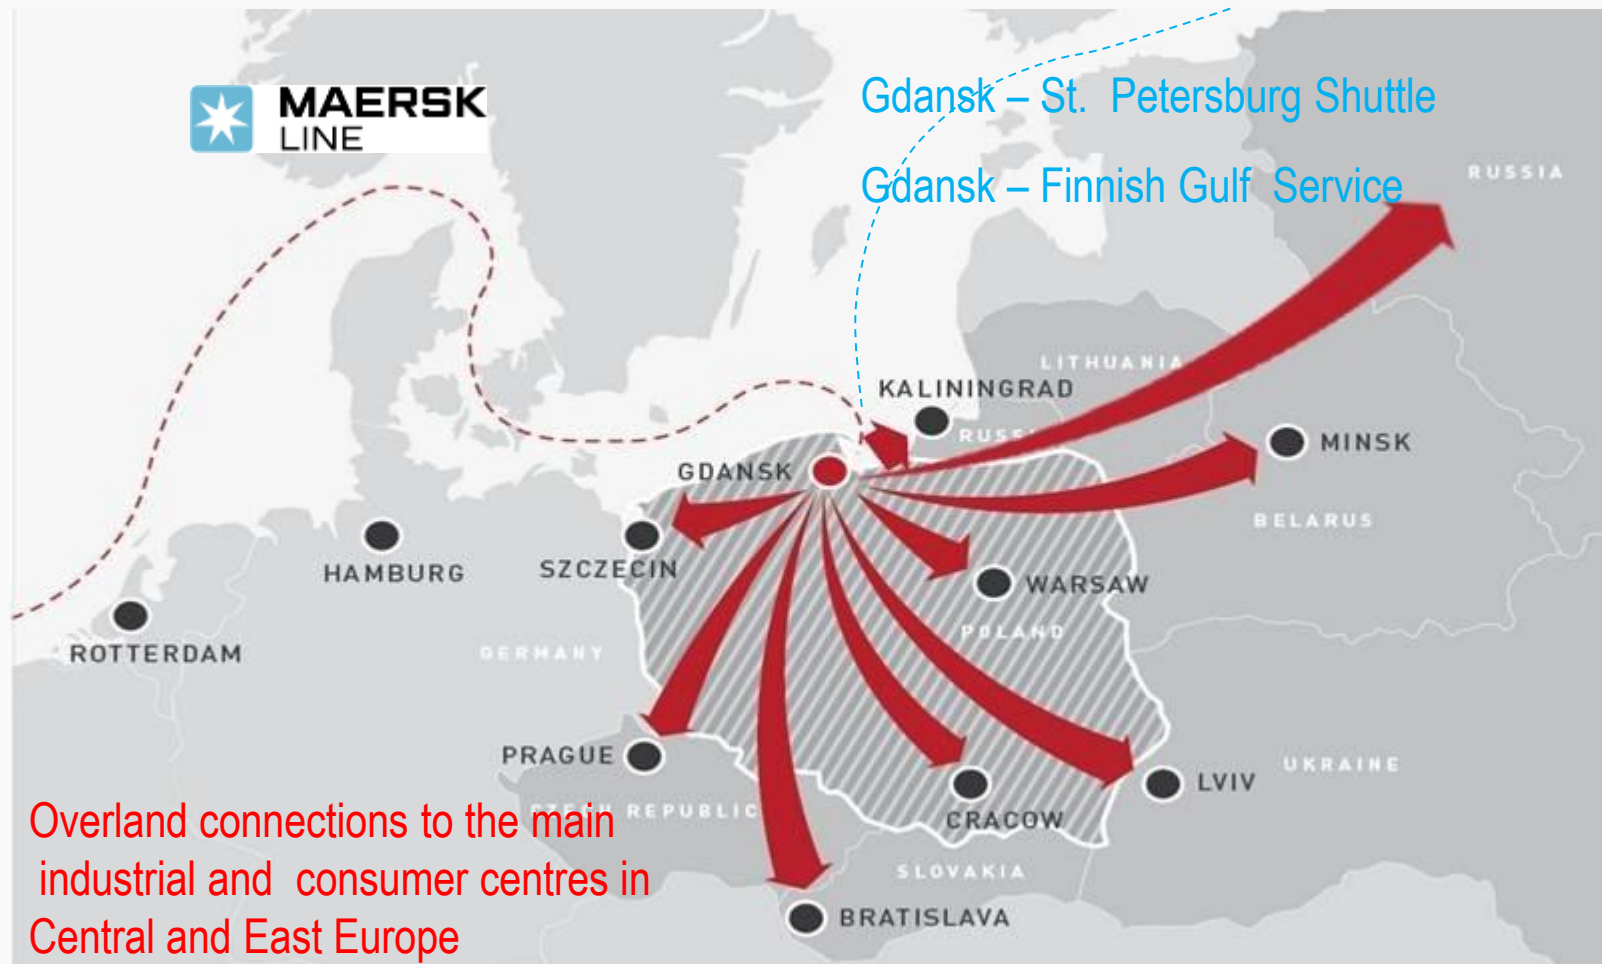 MAERSK
LINE
Gdansk – St. Petersburg Shuttle
Gdansk – Finnish Gulf Service
RUSSIA
LITHUANIA
KALININGRAD
RUSSIA
MINSK
GDANSK
BELARUS
HAMBURG
SZCZECIN
WARSAW
ROTTERDAM
GERMANY
POLAND
PRAGUE
LVIV
UKRAINE
CZECH REPUBLIC
CRACOW
SLOVAKIA
BRATISLAVA
Overland connections to the main
industrial and consumer centres in
Central and East Europe